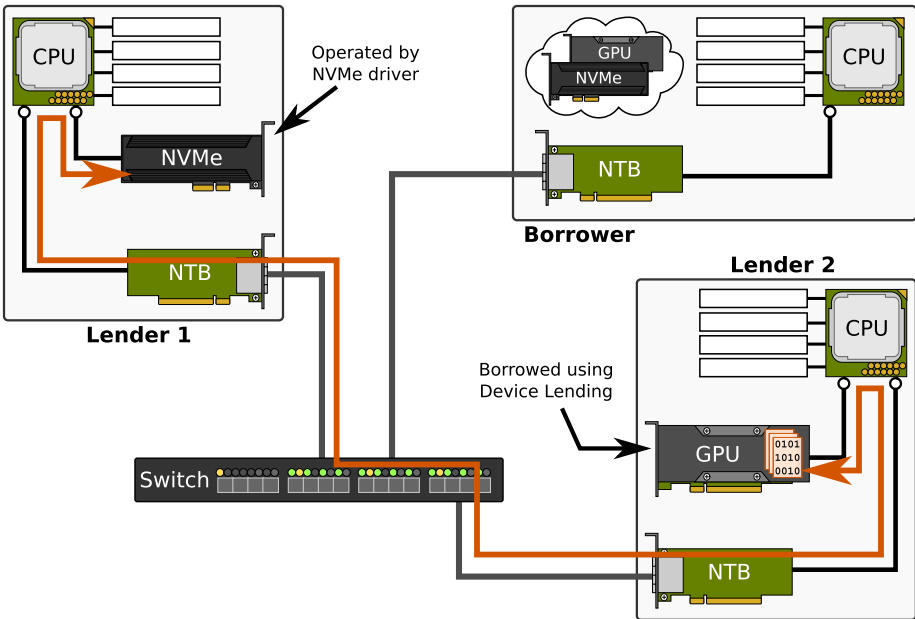 CPU
Operated by
NVMe driver
NVMe
NTB
Lender 1
GPU
NVMe
CPU
NTB
Borrower
Lender 2
CPU
Borrowed using
Device Lending
GPU
0101
1010
0010
Switch
NTB